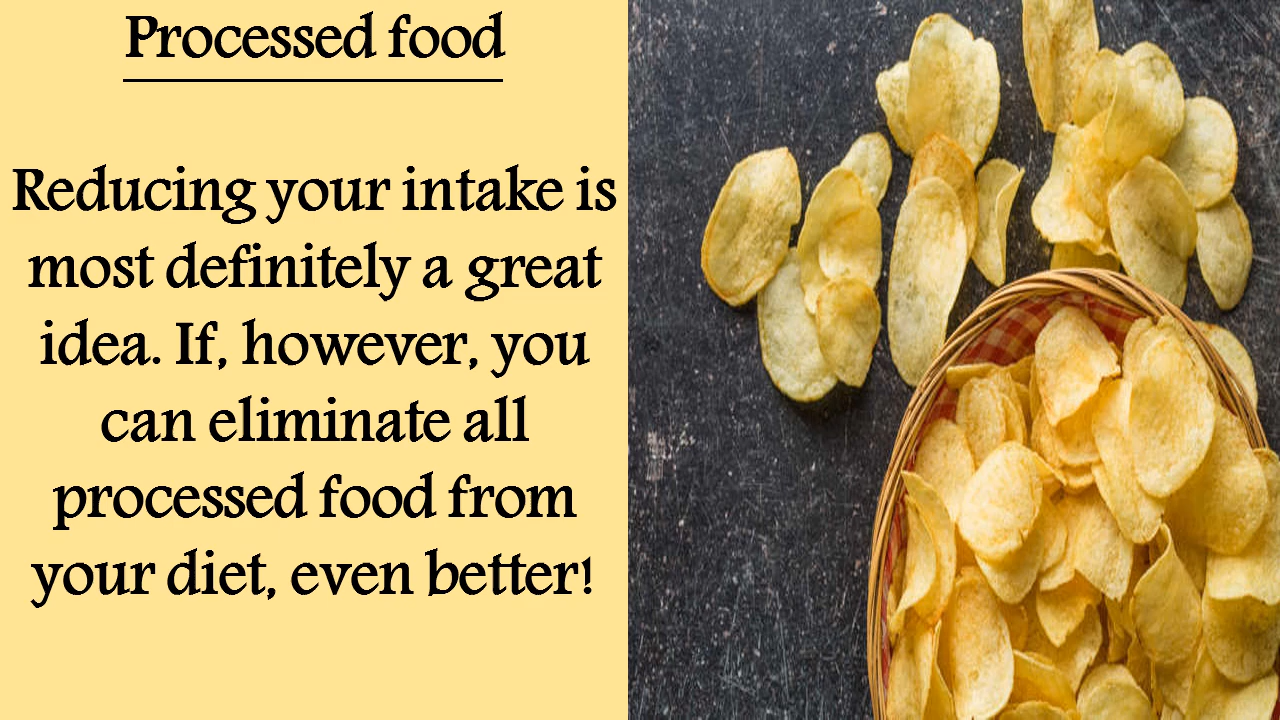 Processed food
Reducing your intake is
most definitely a great
idea. If, however, you
can eliminate all
processed food from
your diet, even better!